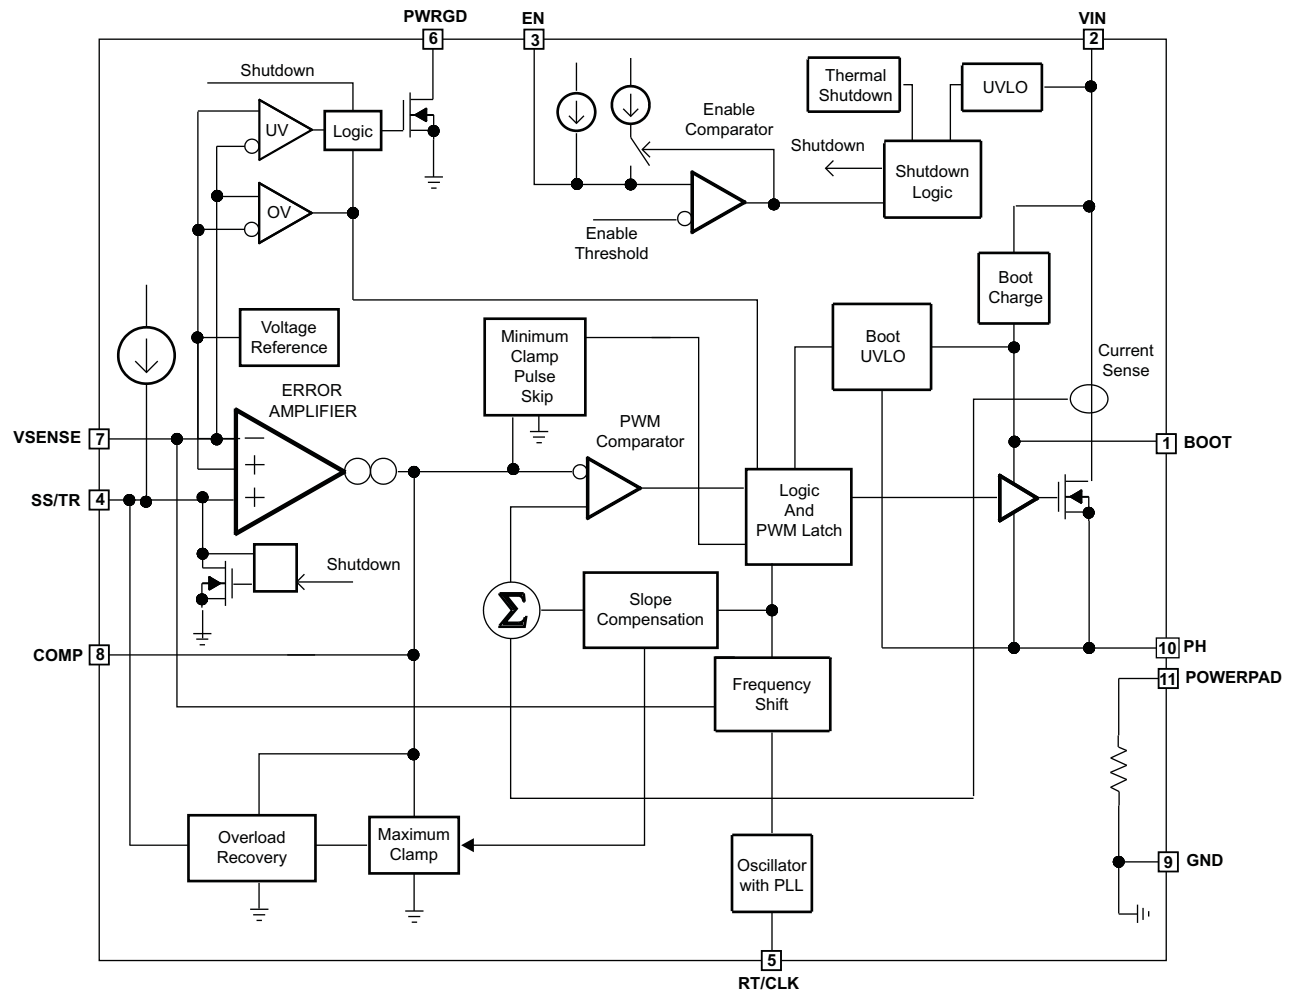 PWRGD
EN
VIN
6
3
2
Shutdown
Thermal
Shutdown
UVLO
UV
Logic
Enable
Comparator
Shutdown
Shutdown
Logic
OV
Enable
Threshold
Boot
Charge
Voltage
Reference
Minimum
Clamp
Pulse
Skip
Boot
UVLO
Current
Sense
ERROR
AMPLIFIER
PWM
Comparator
VSENSE
7
−
1
BOOT
+
SS/TR
4
+
Logic
And
PWM Latch
Shutdown
Σ
Slope
Compensation
COMP
8
10
PH
11
POWERPAD
Frequency
Shift
Overload
Recovery
Maximum
Clamp
Oscillator
with PLL
9
GND
5
RT/CLK